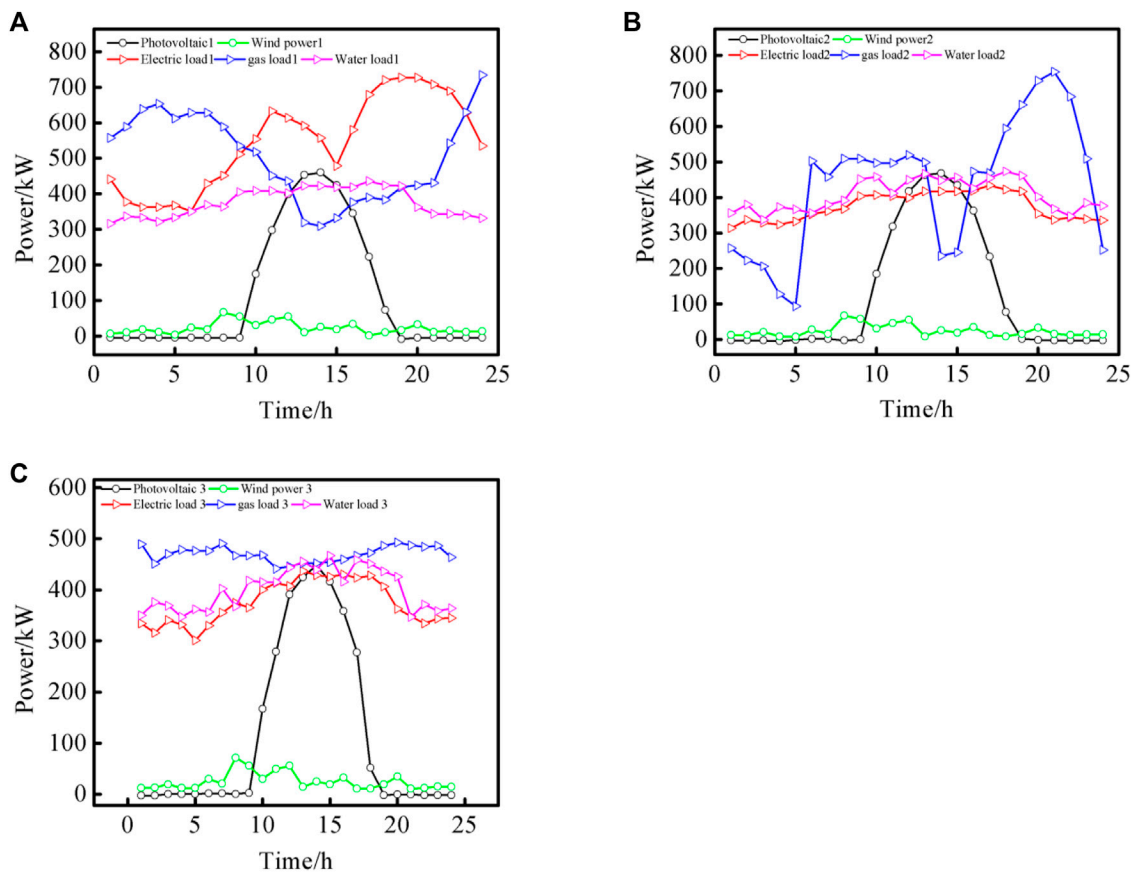 A
Photovoltaic1 Wind power1
Electric load1 gas load1 Water load1
800
700
600
500
400
300
200
100
0
Power/kW
0 5 10 15 20 25
Time/h
B
Photovoltaic2 Wind power2
Electric load2 gas load2 Water load2
800
700
600
500
400
300
200
100
0
Power/kW
0 5 10 15 20 25
Time/h
C
Photovoltaic 3 Wind power 3
Electric load 3 gas load 3 Water load 3
600
500
400
300
200
100
0
Power/kW
0 5 10 15 20 25
Time/h